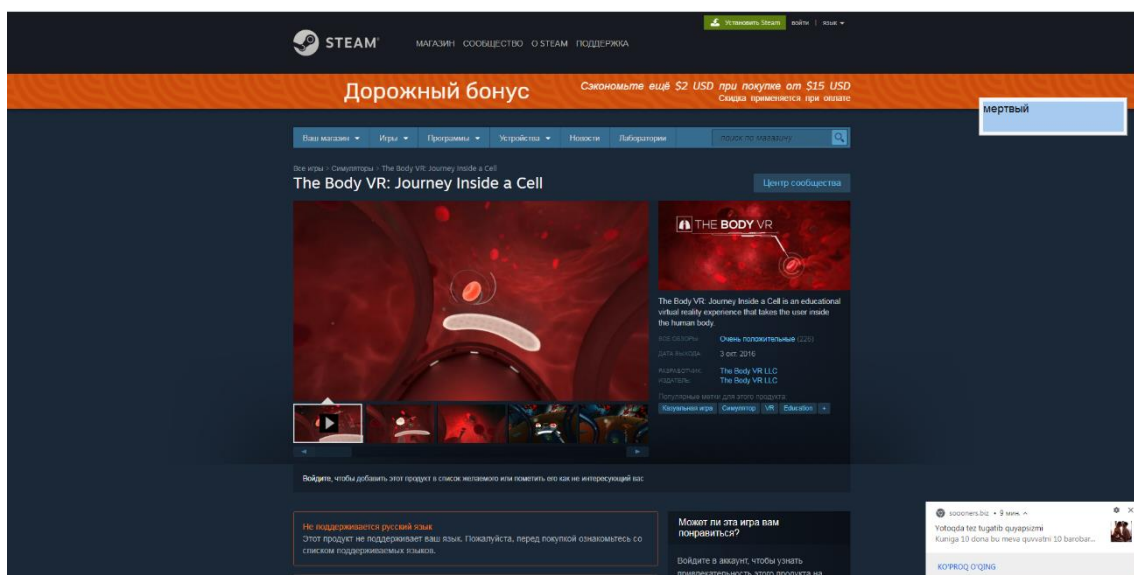 Установить Steam войти | язык
STEAM
МАГАЗИН СООБЩЕСТВО О STEAM ПОДДЕРЖКА
Дорожный бонус
Сэкономьте ещё $2 USD при покупке от $15 USD
Скидка применяется при оплате
мертвый
Ваш магазин Игры Программы Устройства Новости Лаборатории поиск по магазину
Все игры > Симуляторы > The Body VR: Journey Inside a Cell
The Body VR: Journey Inside a Cell
Центр сообщества
THE BODY VR
The Body VR: Journey Inside a Cell is an educational
virtual reality experience that takes the user inside
the human body.
ВСЕ ОБЗОРЫ: Очень положительные (225)
ДАТА ВЫХОДА: 3 окт. 2016
РАЗРАБОТЧИК: The Body VR LLC
ИЗДАТЕЛЬ: The Body VR LLC
Популярные метки для этого продукта:
Казуальная игра Симулятор VR Education +
Войдите, чтобы добавить этот продукт в список желаемого или пометить его как не интересующий вас
Не поддерживается русский язык
Этот продукт не поддерживает ваш язык. Пожалуйста, перед покупкой ознакомьтесь со
списком поддерживаемых языков.
Может ли эта игра вам
понравиться?
Войдите в аккаунт, чтобы узнать
привлекательность этого продукта на
soooners.biz • 9 мин.
Yotoqda tez tugatib quyapsizmi
Kuniga 10 dona bu meva quvvatni 10 barobar...
KO'PROQ O'QING